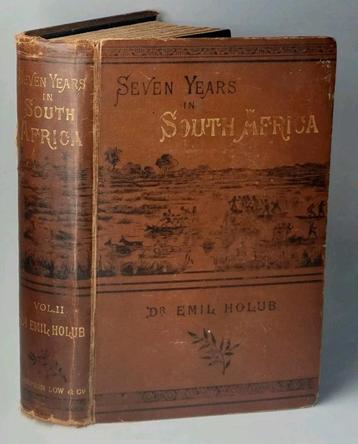 SEVEN YEARS
IN
SOUTH
AFRICA
VOL. II
DR EMIL HOLUB
LOW & CO
SEVEN YEARS
IN
SOUTH AFRICA
DR EMIL HOLUB